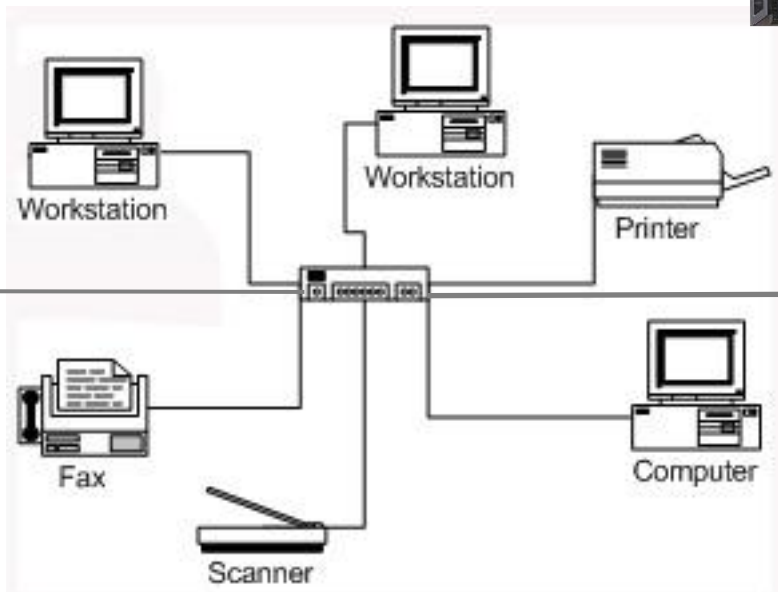 Workstation
Workstation
Printer
Fax
Computer
Scanner